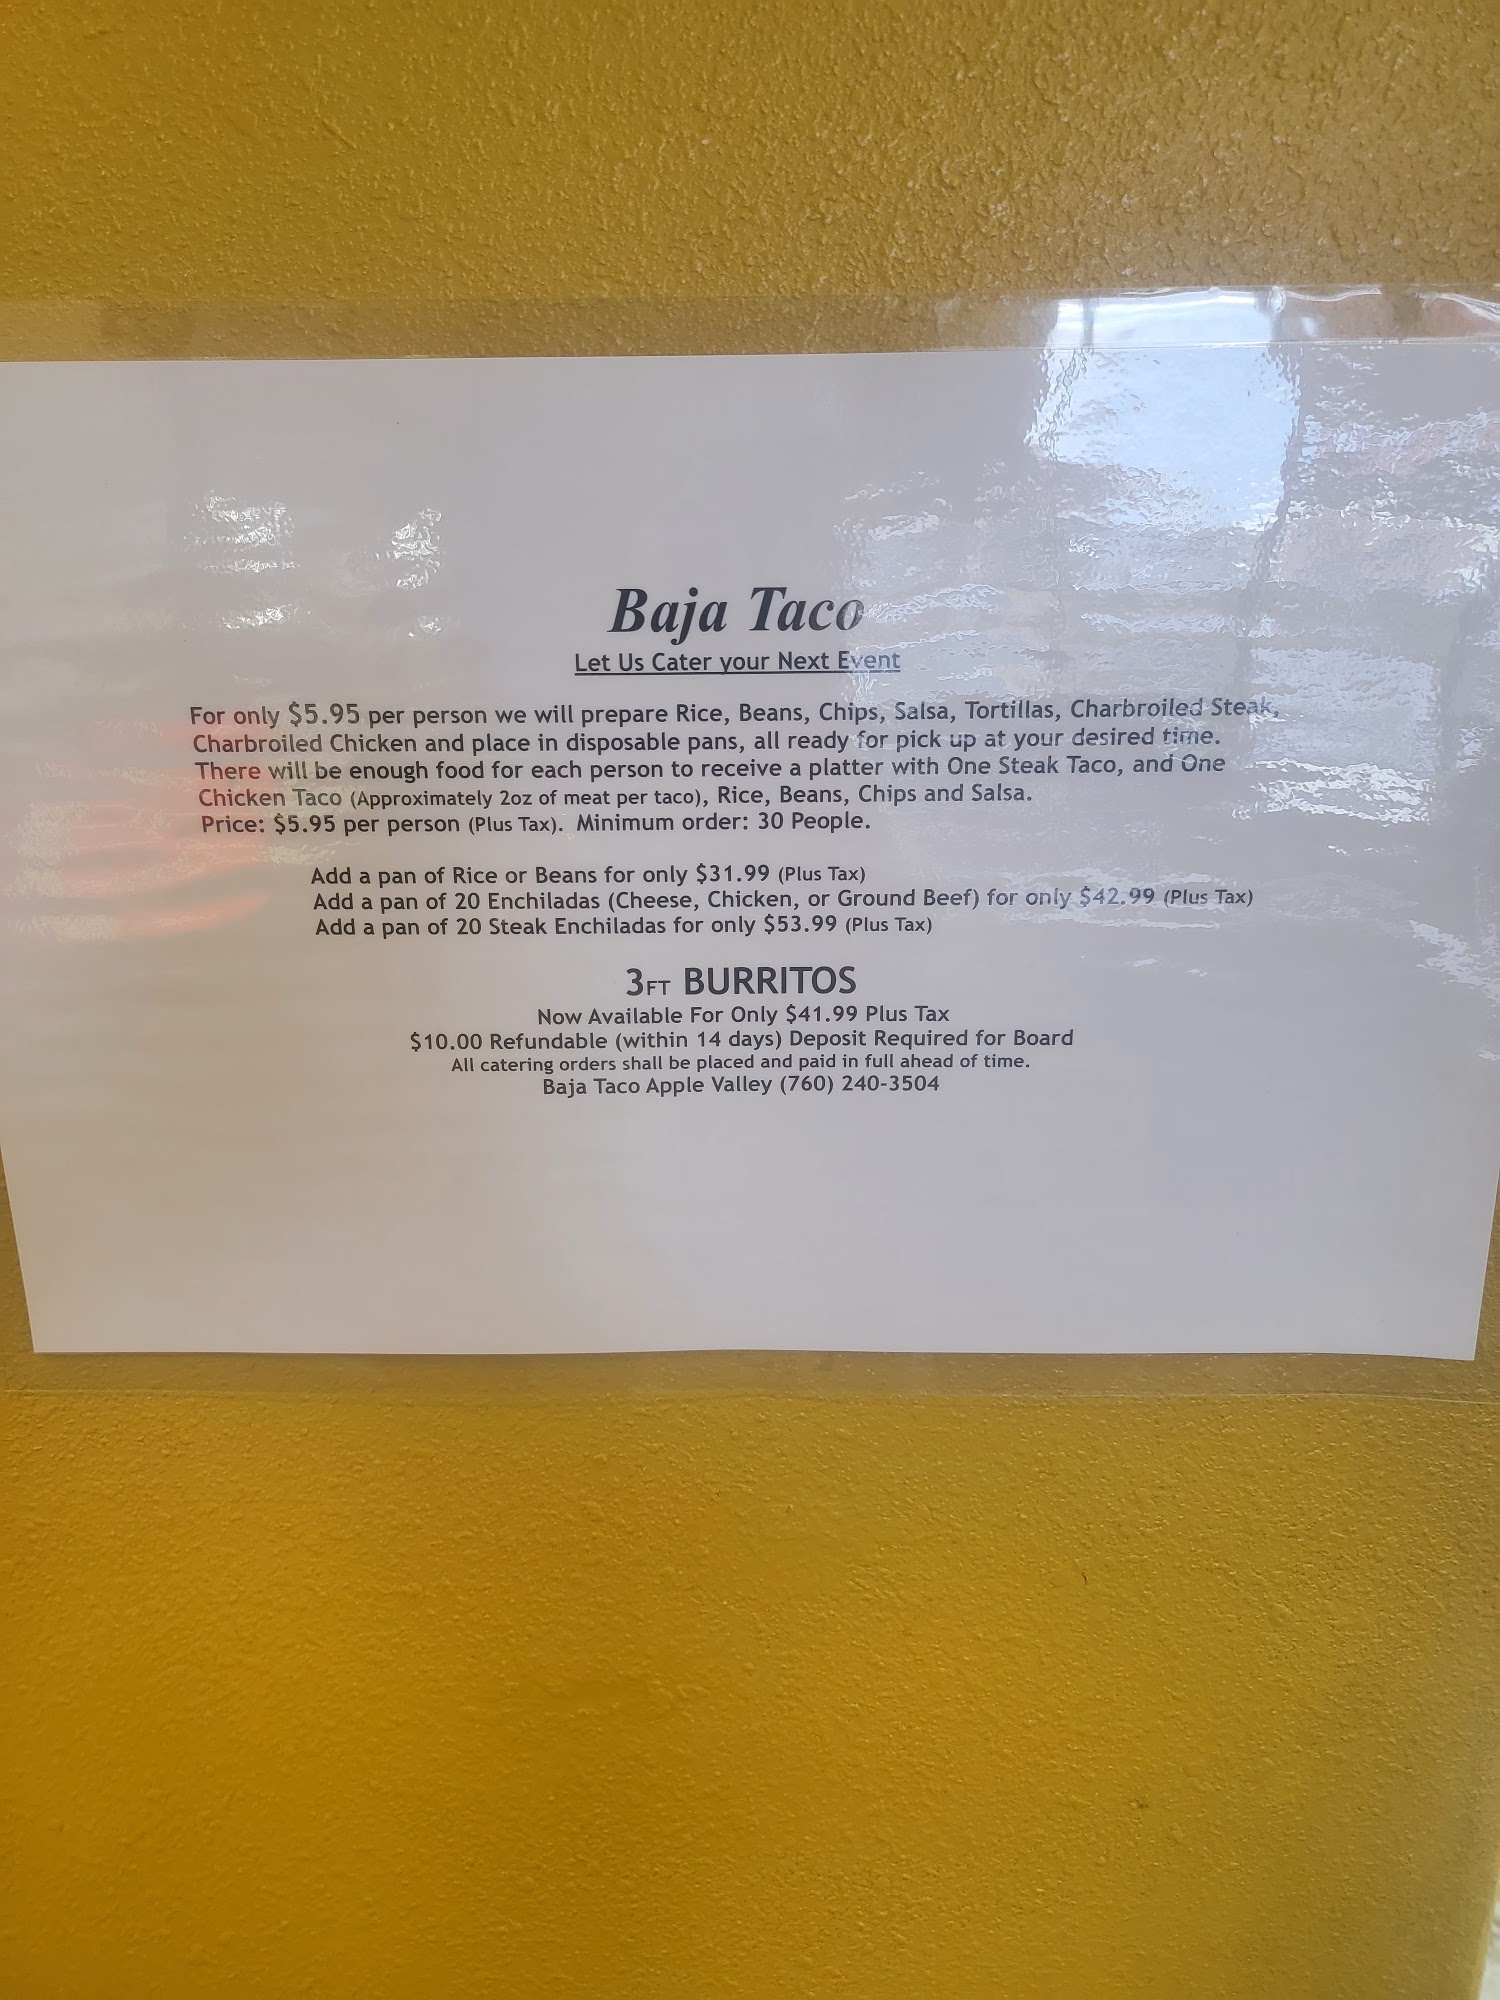 Baja Taco
Let Us Cater your Next Event
For only $5.95 per person we will prepare Rice, Beans, Chips, Salsa, Tortillas, Charbroiled Steak,
Charbroiled Chicken and place in disposable pans, all ready for pick up at your desired time.
There will be enough food for each person to receive a platter with One Steak Taco, and One
Chicken Taco (Approximately 2oz of meat per taco), Rice, Beans, Chips and Salsa.
Price: $5.95 per person (Plus Tax). Minimum order: 30 People.
Add a pan of Rice or Beans for only $31.99 (Plus Tax)
Add a pan of 20 Enchiladas (Cheese, Chicken, or Ground Beef) for only $42.99 (Plus Tax)
Add a pan of 20 Steak Enchiladas for only $53.99 (Plus Tax)
3FT BURRITOS
Now Available For Only $41.99 Plus Tax
$10.00 Refundable (within 14 days) Deposit Required for Board
All catering orders shall be placed and paid in full ahead of time.
Baja Taco Apple Valley (760) 240-3504